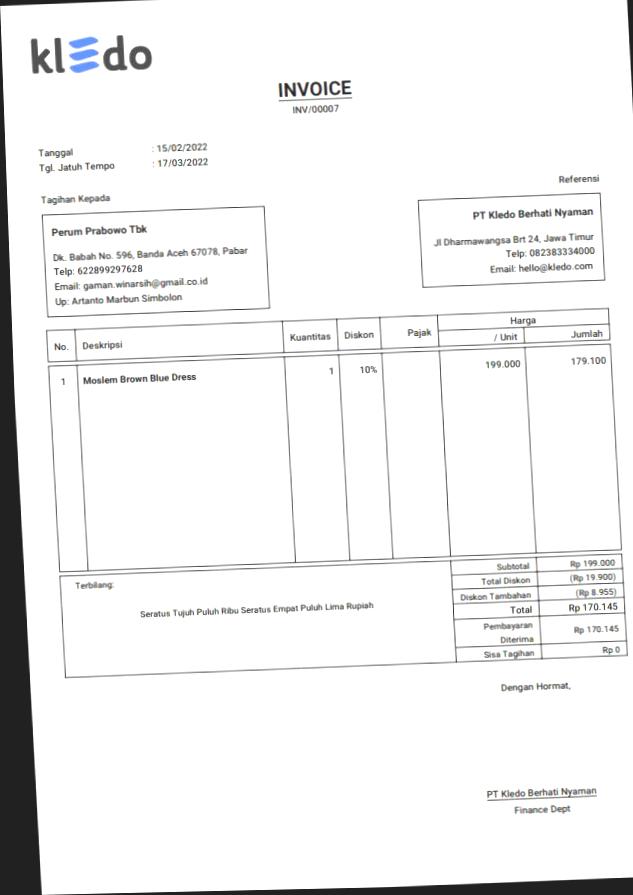 kledo
INVOICE
INV/00007
Tanggal : 15/02/2022
Tgl. Jatuh Tempo : 17/03/2022
Tagihan Kepada
Referensi
Perum Prabowo Tbk
Dk. Babah No. 596, Banda Aceh 67078, Pabar
Telp: 622899297628
Email: gaman.winarsih@gmail.co.id
Up: Artanto Marbun Simbolon
PT Kledo Berhati Nyaman
Jl Dharmawangsa Brt 24, Jawa Timur
Telp: 082383334000
Email: hello@kledo.com
No. Deskripsi Kuantitas Diskon Pajak Harga
/ Unit Jumlah
1 Moslem Brown Blue Dress 1 10% 199.000 179.100
Terbilang:
Seratus Tujuh Puluh Ribu Seratus Empat Puluh Lima Rupiah
Subtotal Rp 199.000
Total Diskon (Rp 19.900)
Diskon Tambahan (Rp 8.955)
Total Rp 170.145
Pembayaran Diterima Rp 170.145
Sisa Tagihan Rp 0
Dengan Hormat,
PT Kledo Berhati Nyaman
Finance Dept